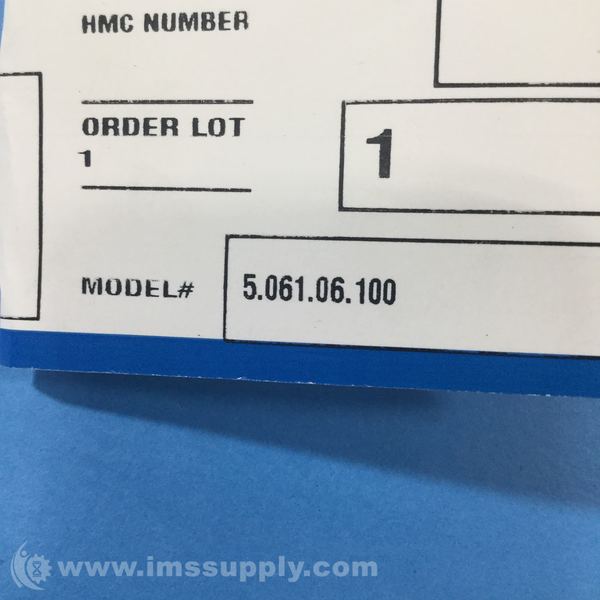 HMC NUMBER
ORDER LOT
1
1
MODEL#
5.061.06.100
www.imssupply.com